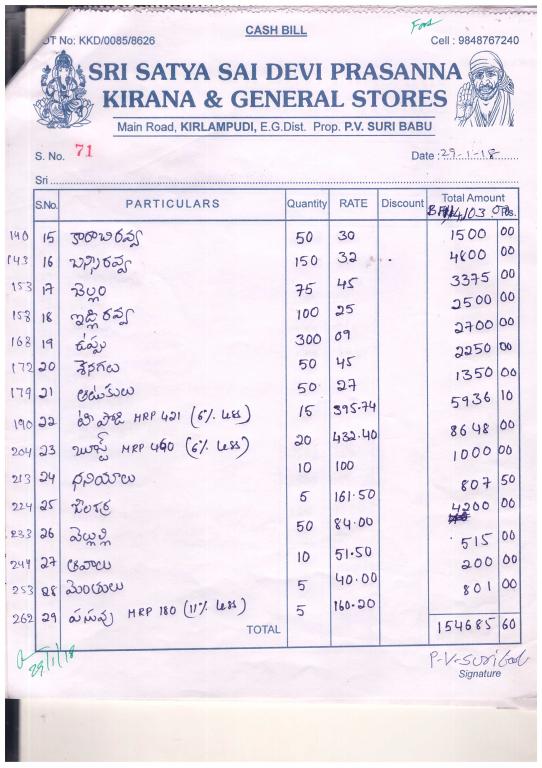 CASH BILL
OT No: KKD/0085/8626
Cell : 9848767240
SRI SATYA SAI DEVI PRASANNA
KIRANA & GENERAL STORES
Main Road, KIRLAMPUDI, E.G.Dist. Prop. P.V. SURI BABU
S. No. 71
Date : 29-1-18
Sri
S.No. PARTICULARS Quantity RATE Discount Total Amount
Ps.
140 15 కారాబిరవ్వ 50 30 1500 00
143 16 బన్సిరవ్వ 150 32 4800 00
153 17 బెల్లం 75 45 3375 00
158 18 ఇడ్లిరవ్వ 100 25 2500 00
168 19 ఉప్పు 300 09 2700 00
172 20 శెనగలు 50 45 2250 00
179 21 అటుకులు 50 27 1350 00
190 22 టీ పొడి MRP 421 (6% Less) 15 395.74 5936 10
204 23 బూస్ట్ MRP 460 (6% Less) 20 432.40 8648 00
213 24 ధనియాలు 10 100 1000 00
224 25 జీలకర్ర 5 161.50 807 50
233 26 వెల్లుల్లి 50 84.00 4200 00
244 27 ఆవాలు 10 51.50 515 00
253 28 మెంతులు 5 40.00 200 00
262 29 పసుపు MRP 180 (11% Less) 5 160.20 801 00
TOTAL 154685 60
29/1/18
P-V-Suribab
Signature